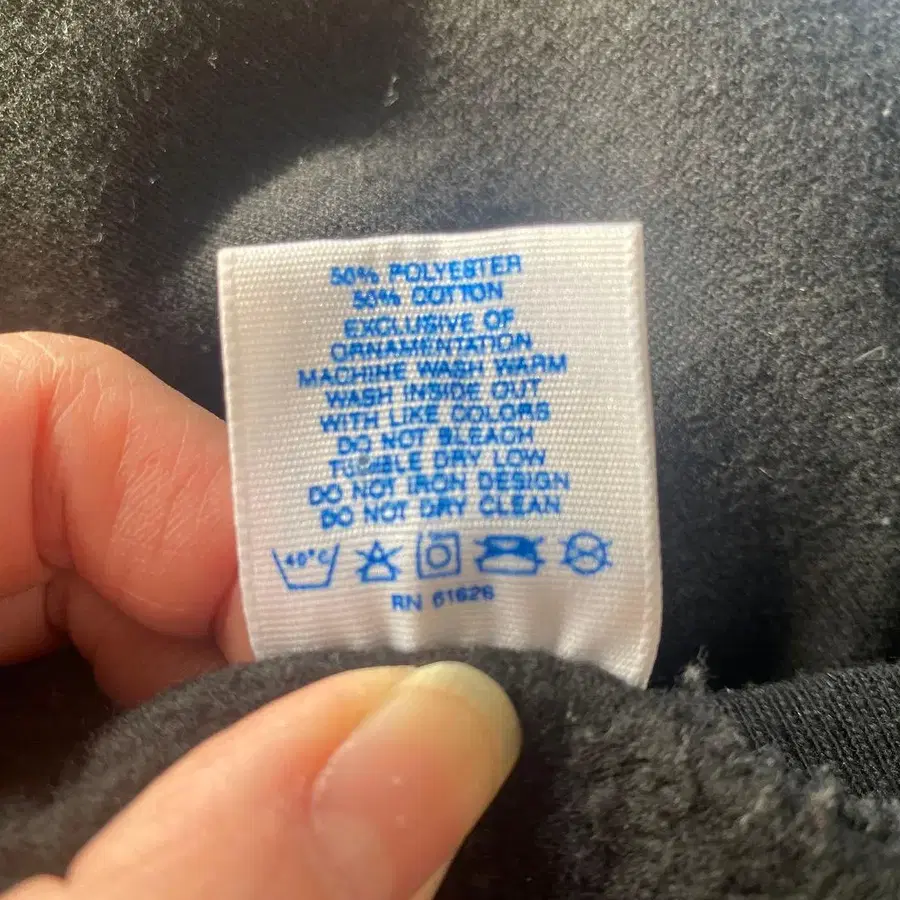 50% POLYESTER
50% COTTON
EXCLUSIVE OF
ORNAMENTATION
MACHINE WASH WARM
WASH INSIDE OUT
WITH LIKE COLORS
DO NOT BLEACH
TUMBLE DRY LOW
DO NOT IRON DESIGN
DO NOT DRY CLEAN
40°C
RN 61628